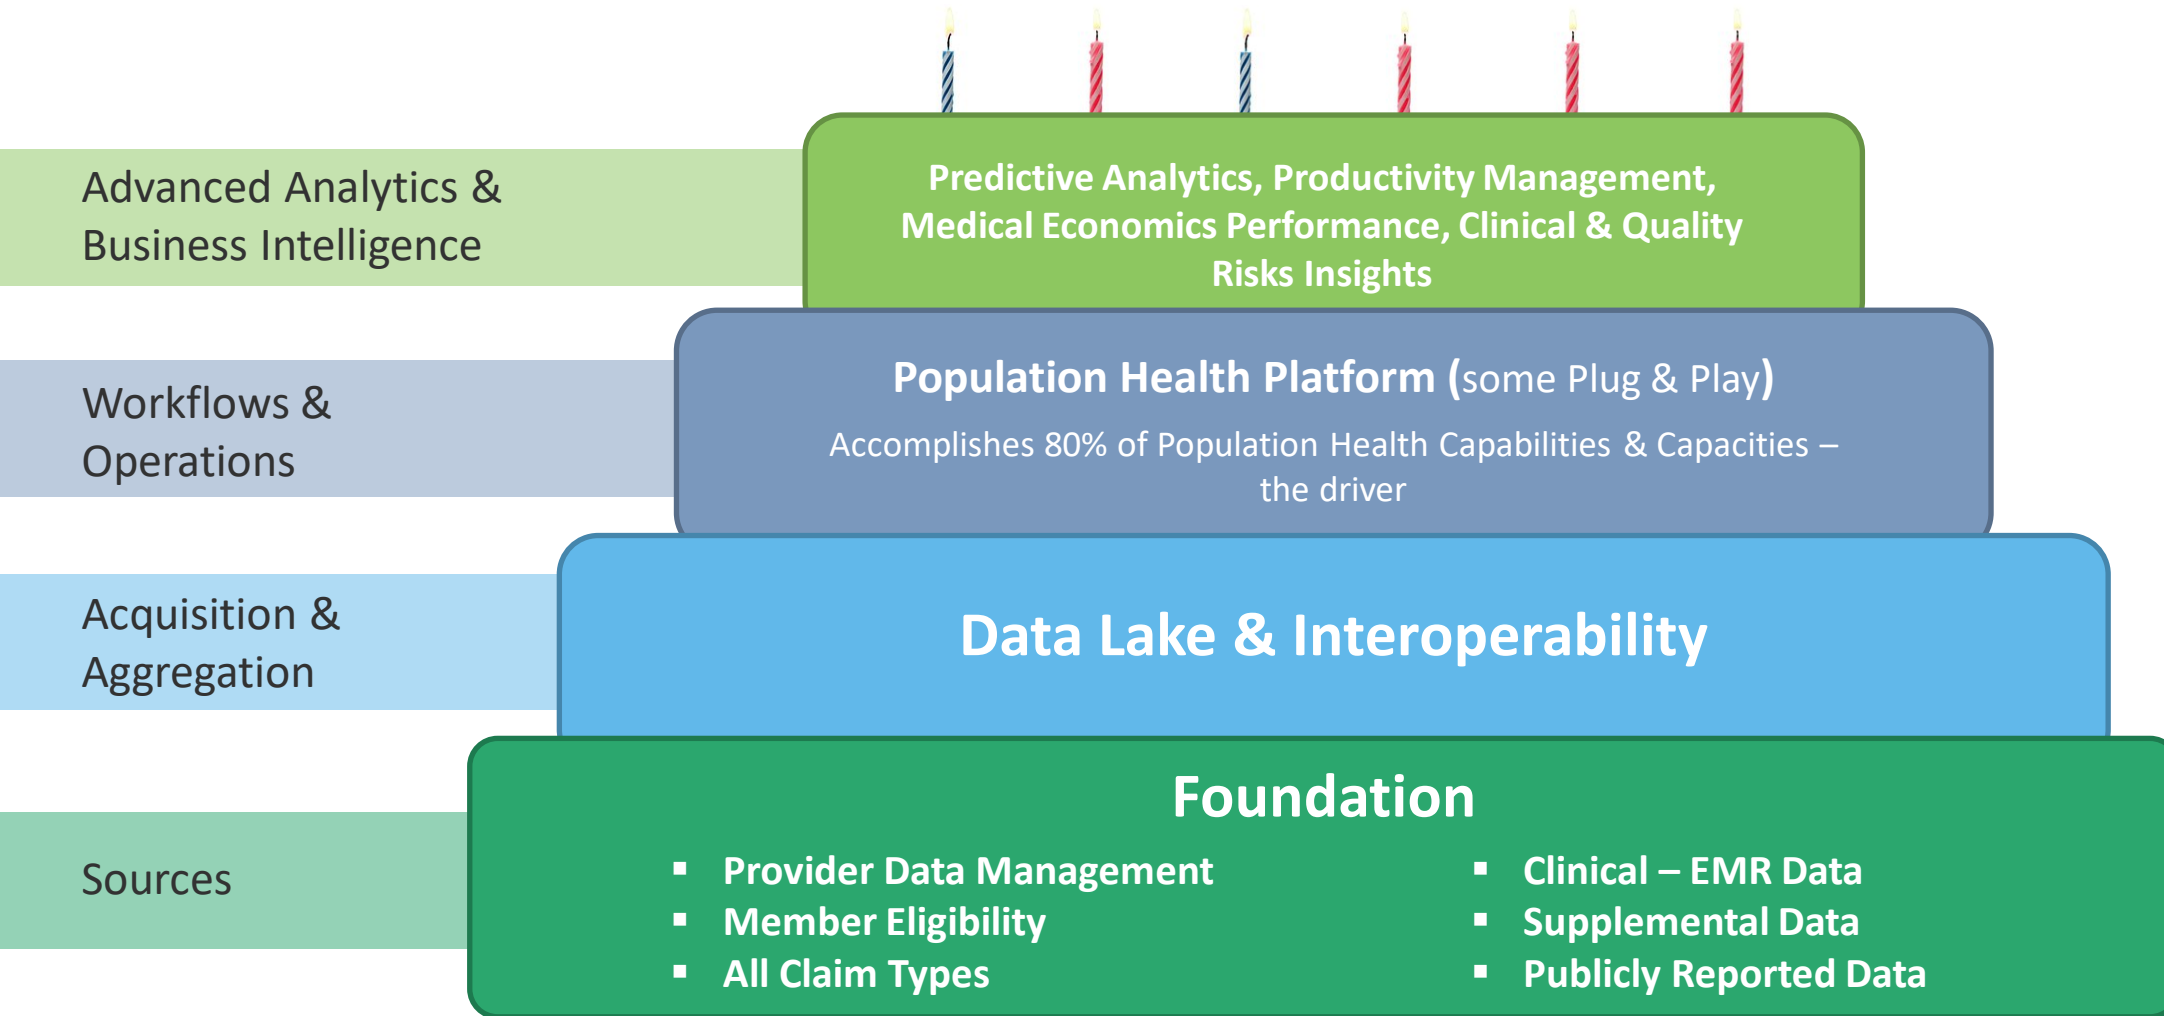 Advanced Analytics &
Business Intelligence
Predictive Analytics, Productivity Management,
Medical Economics Performance, Clinical & Quality
Risks Insights
Workflows &
Operations
Population Health Platform (some Plug & Play)
Accomplishes 80% of Population Health Capabilities & Capacities –
the driver
Acquisition &
Aggregation
Data Lake & Interoperability
Sources
Foundation
▪ Provider Data Management
▪ Member Eligibility
▪ All Claim Types
▪ Clinical – EMR Data
▪ Supplemental Data
▪ Publicly Reported Data